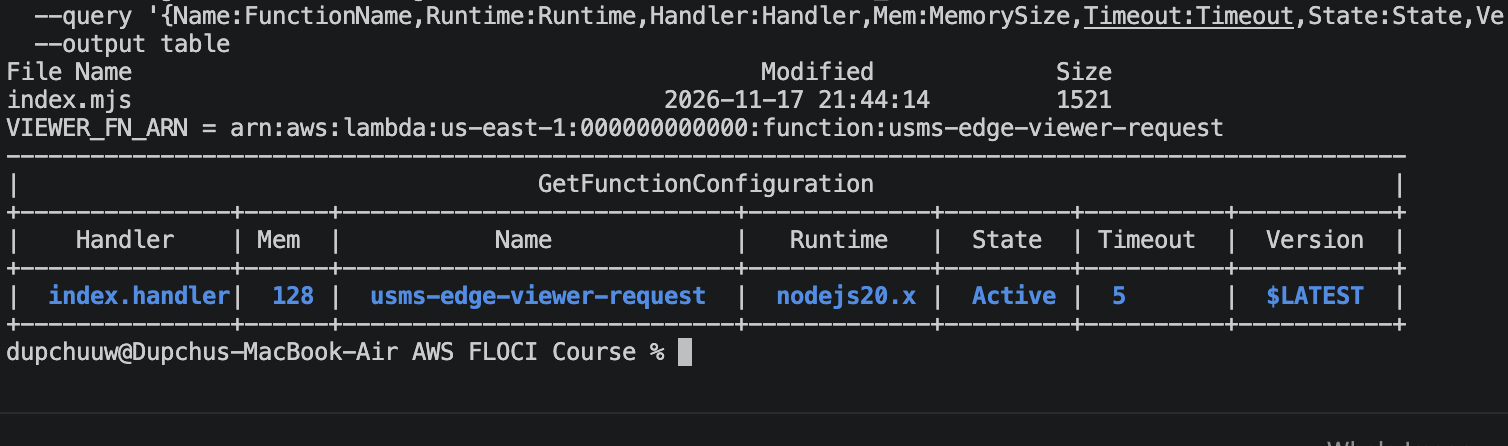 --query '{Name:FunctionName,Runtime:Runtime,Handler:Handler,Mem:MemorySize,Timeout:Timeout,State:State,Ve
--output table
File Name Modified Size
index.mjs 2026-11-17 21:44:14 1521
VIEWER_FN_ARN = arn:aws:lambda:us-east-1:000000000000:function:usms-edge-viewer-request
GetFunctionConfiguration
| Handler | Mem | Name | Runtime | State | Timeout | Version |
| index.handler| 128 | usms-edge-viewer-request | nodejs20.x | Active | 5 | $LATEST |
dupchuuw@Dupchus-MacBook-Air AWS FLOCI Course %